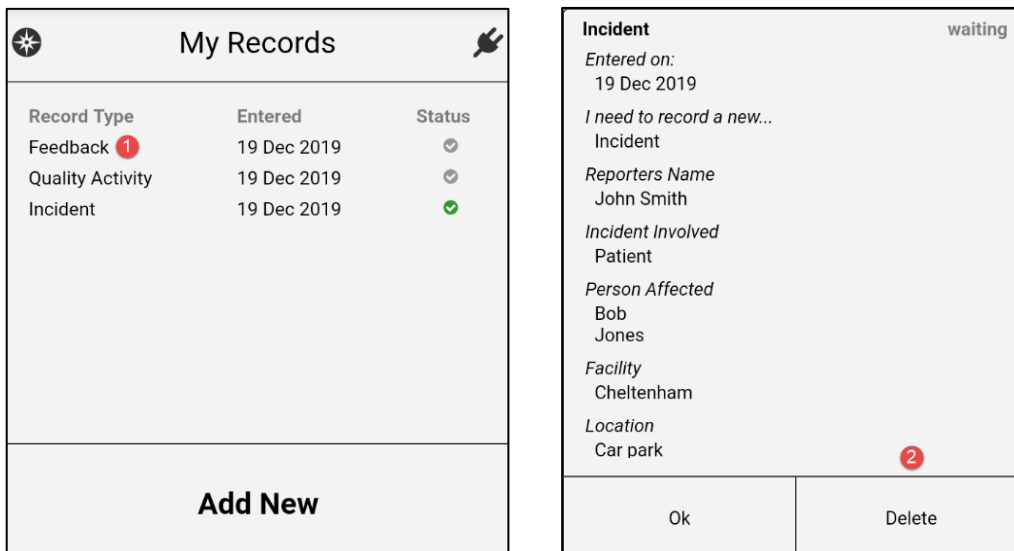 My Records
Record Type Entered Status
Feedback 1 19 Dec 2019
Quality Activity 19 Dec 2019
Incident 19 Dec 2019
Add New
Incident waiting
Entered on:
19 Dec 2019
I need to record a new...
Incident
Reporters Name
John Smith
Incident Involved
Patient
Person Affected
Bob
Jones
Facility
Cheltenham
Location
Car park
2
Ok Delete